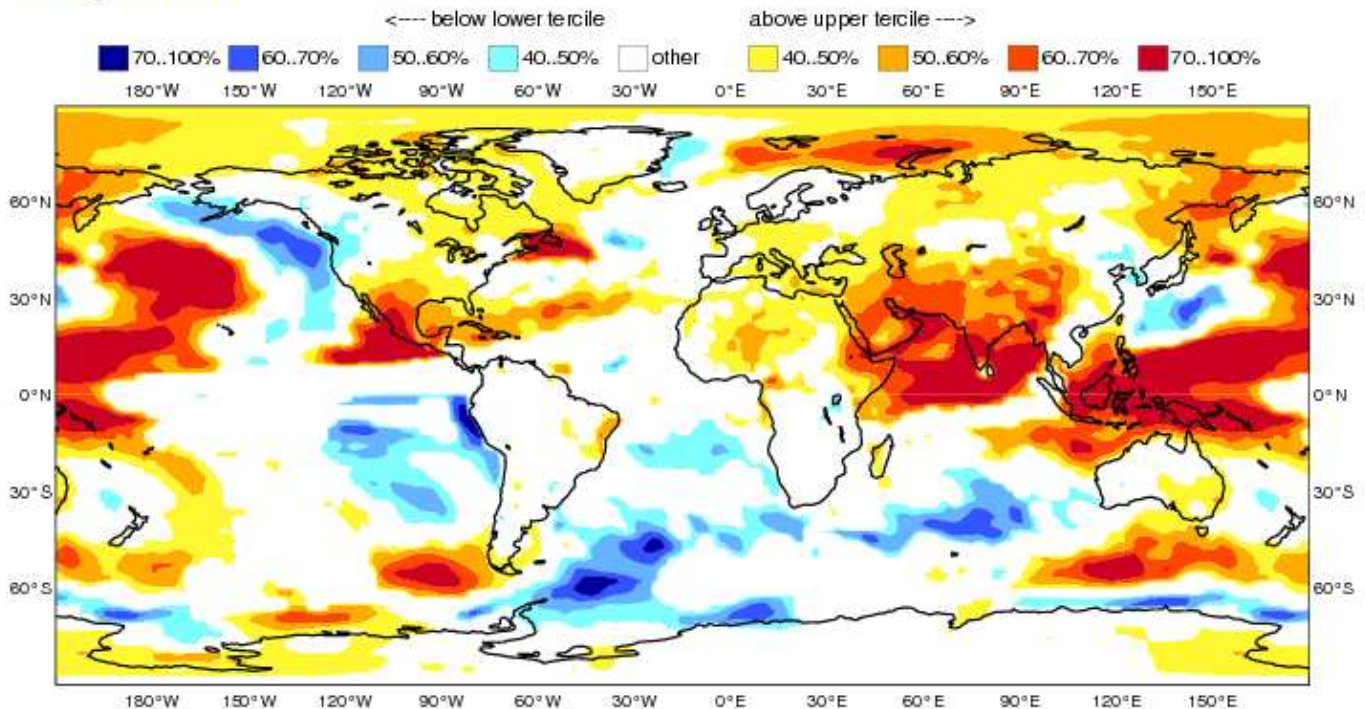 <---- below lower tercile above upper tercile ---->
70..100% 60..70% 50..60% 40..50% other 40..50% 50..60% 60..70% 70..100%
180°W 150°W 120°W 90°W 60°W 30°W 0°E 30°E 60°E 90°E 120°E 150°E
60°N 60°N
30°N 30°N
0°N 0°N
30°S 30°S
60°S 60°S
180°W 150°W 120°W 90°W 60°W 30°W 0°E 30°E 60°E 90°E 120°E 150°E